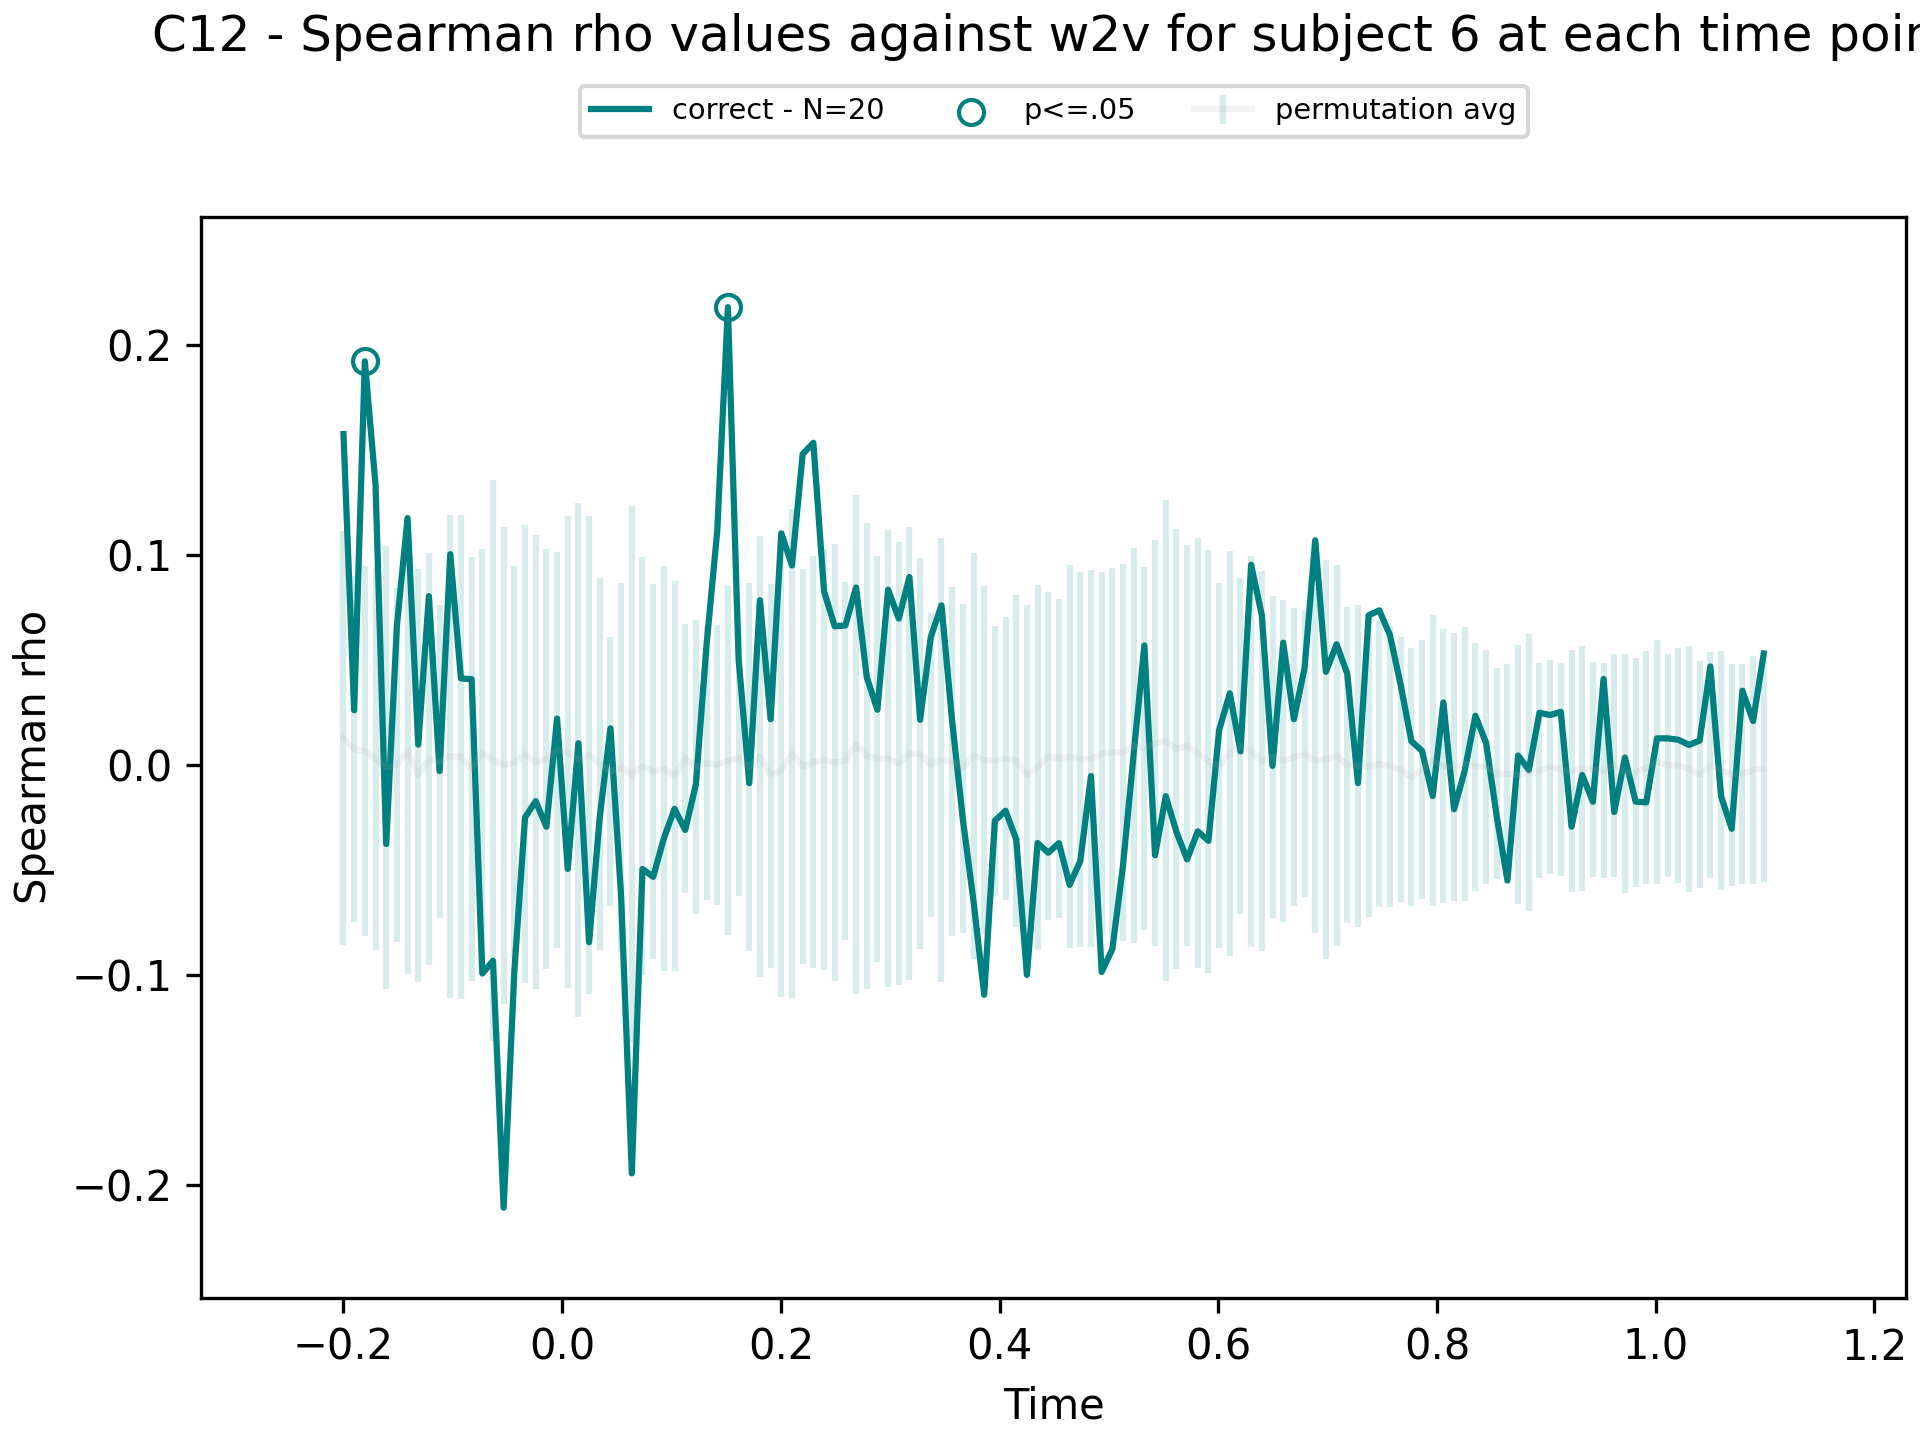 C12 - Spearman rho values against w2v for subject 6 at each time poin
correct - N=20 p<=.05 permutation avg
Spearman rho
0.2
0.1
0.0
−0.1
−0.2
−0.2 0.0 0.2 0.4 0.6 0.8 1.0 1.2
Time